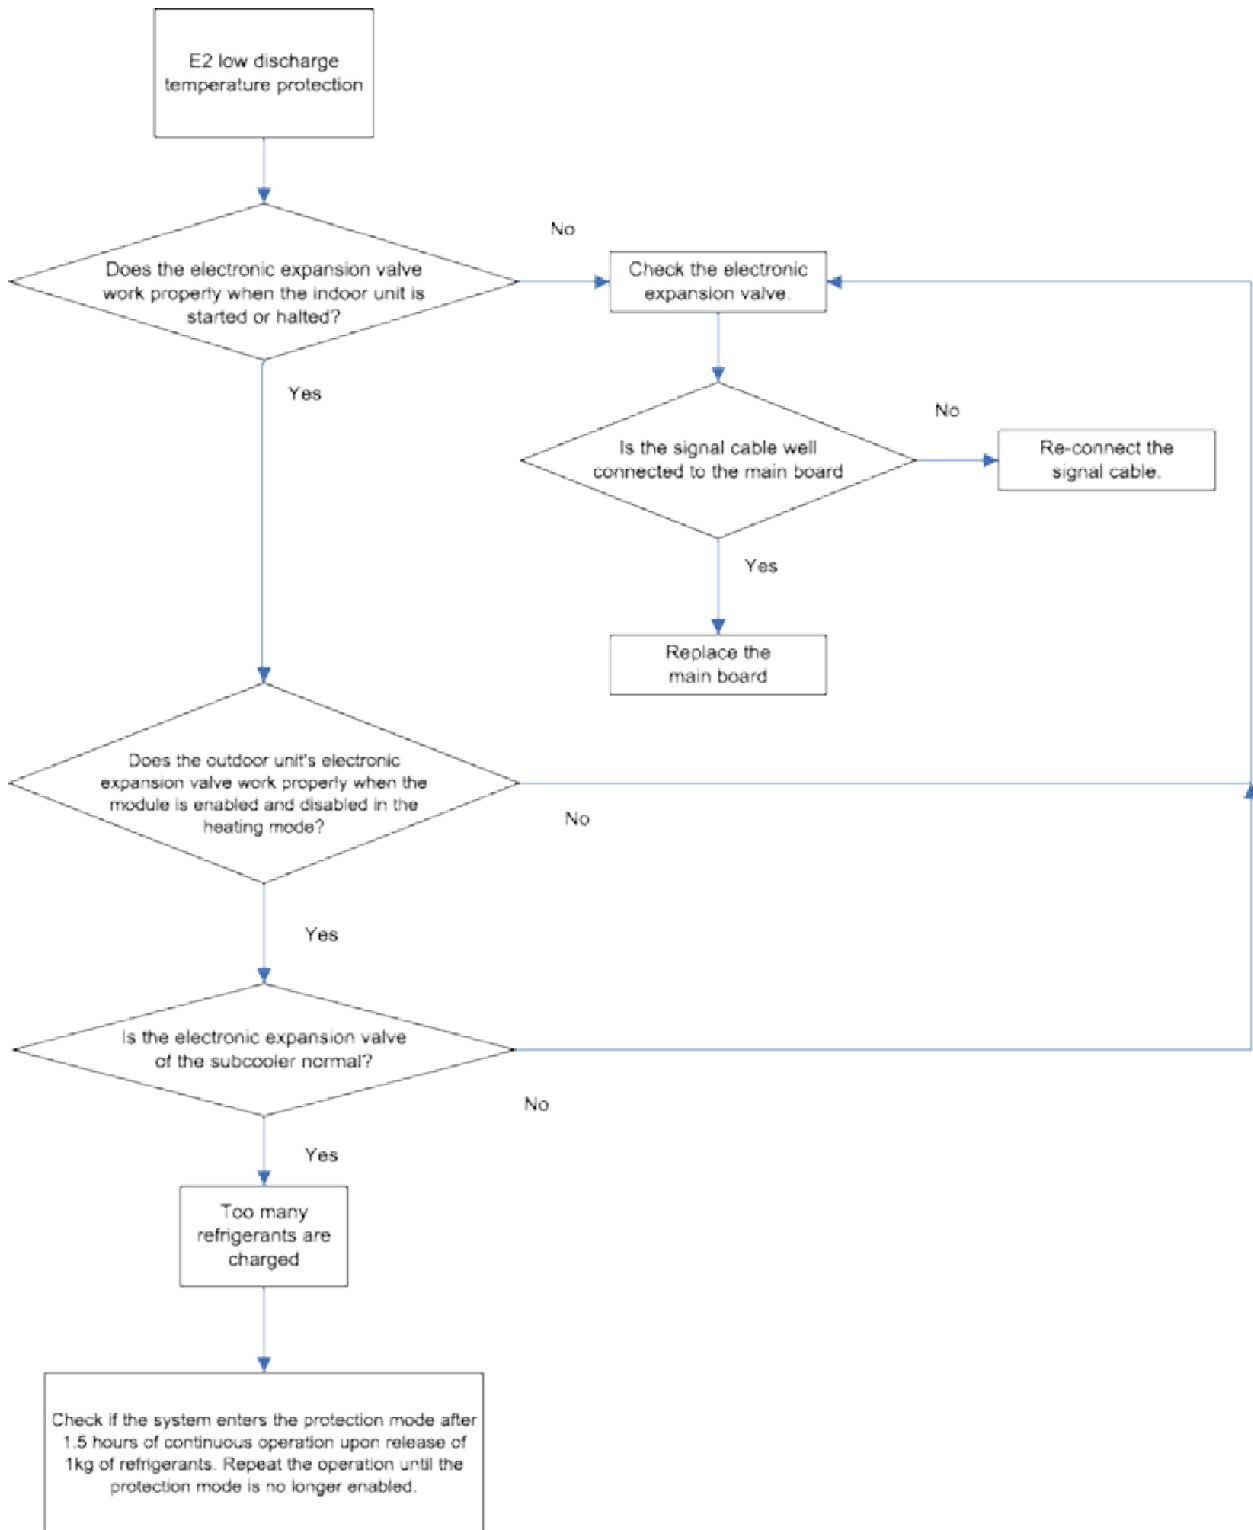 E2 low discharge
temperature protection
No
Does the electronic expansion valve
work properly when the indoor unit is
started or halted?
Check the electronic
expansion valve.
Yes
No
Is the signal cable well
connected to the main board
Re-connect the
signal cable.
Yes
Replace the
main board
Does the outdoor unit's electronic
expansion valve work properly when the
module is enabled and disabled in the
heating mode?
No
Yes
Is the electronic expansion valve
of the subcooler normal?
No
Yes
Too many
refrigerants are
charged
Check if the system enters the protection mode after
1.5 hours of continuous operation upon release of
1kg of refrigerants. Repeat the operation until the
protection mode is no longer enabled.